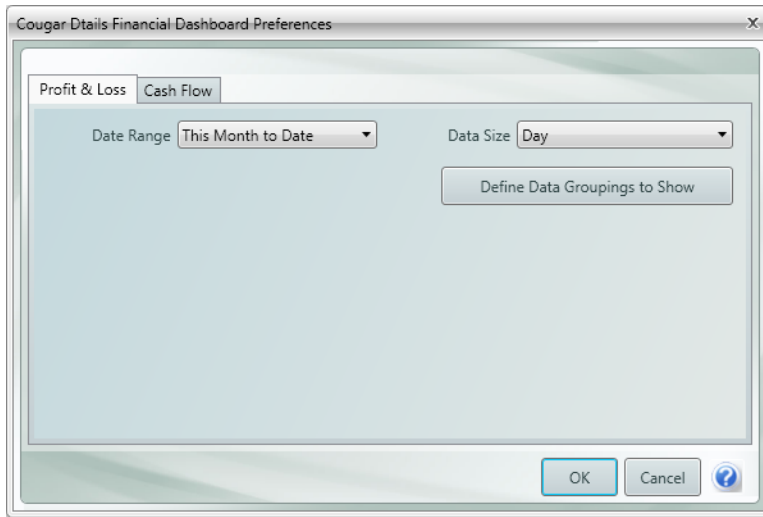 Cougar Dtails Financial Dashboard Preferences
Profit & Loss Cash Flow
Date Range This Month to Date Data Size Day
Define Data Groupings to Show
OK Cancel